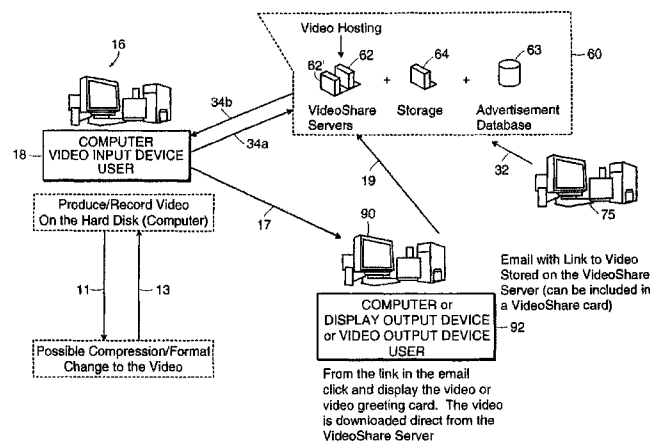 16
Video Hosting
62'
62
64
63
60
+
+
VideoShare
Servers
Storage
Advertisement
Database
34b
34a
18
COMPUTER
VIDEO INPUT DEVICE
USER
19
32
75
Produce/Record Video
On the Hard Disk (Computer)
17
90
11
13
Email with Link to Video
Stored on the VideoShare
Server (can be included in
a VideoShare card)
COMPUTER or
DISPLAY OUTPUT DEVICE
or VIDEO OUTPUT DEVICE
USER
92
Possible Compression/Format
Change to the Video
From the link in the email
click and display the video or
video greeting card. The video
is downloaded direct from the
VideoShare Server